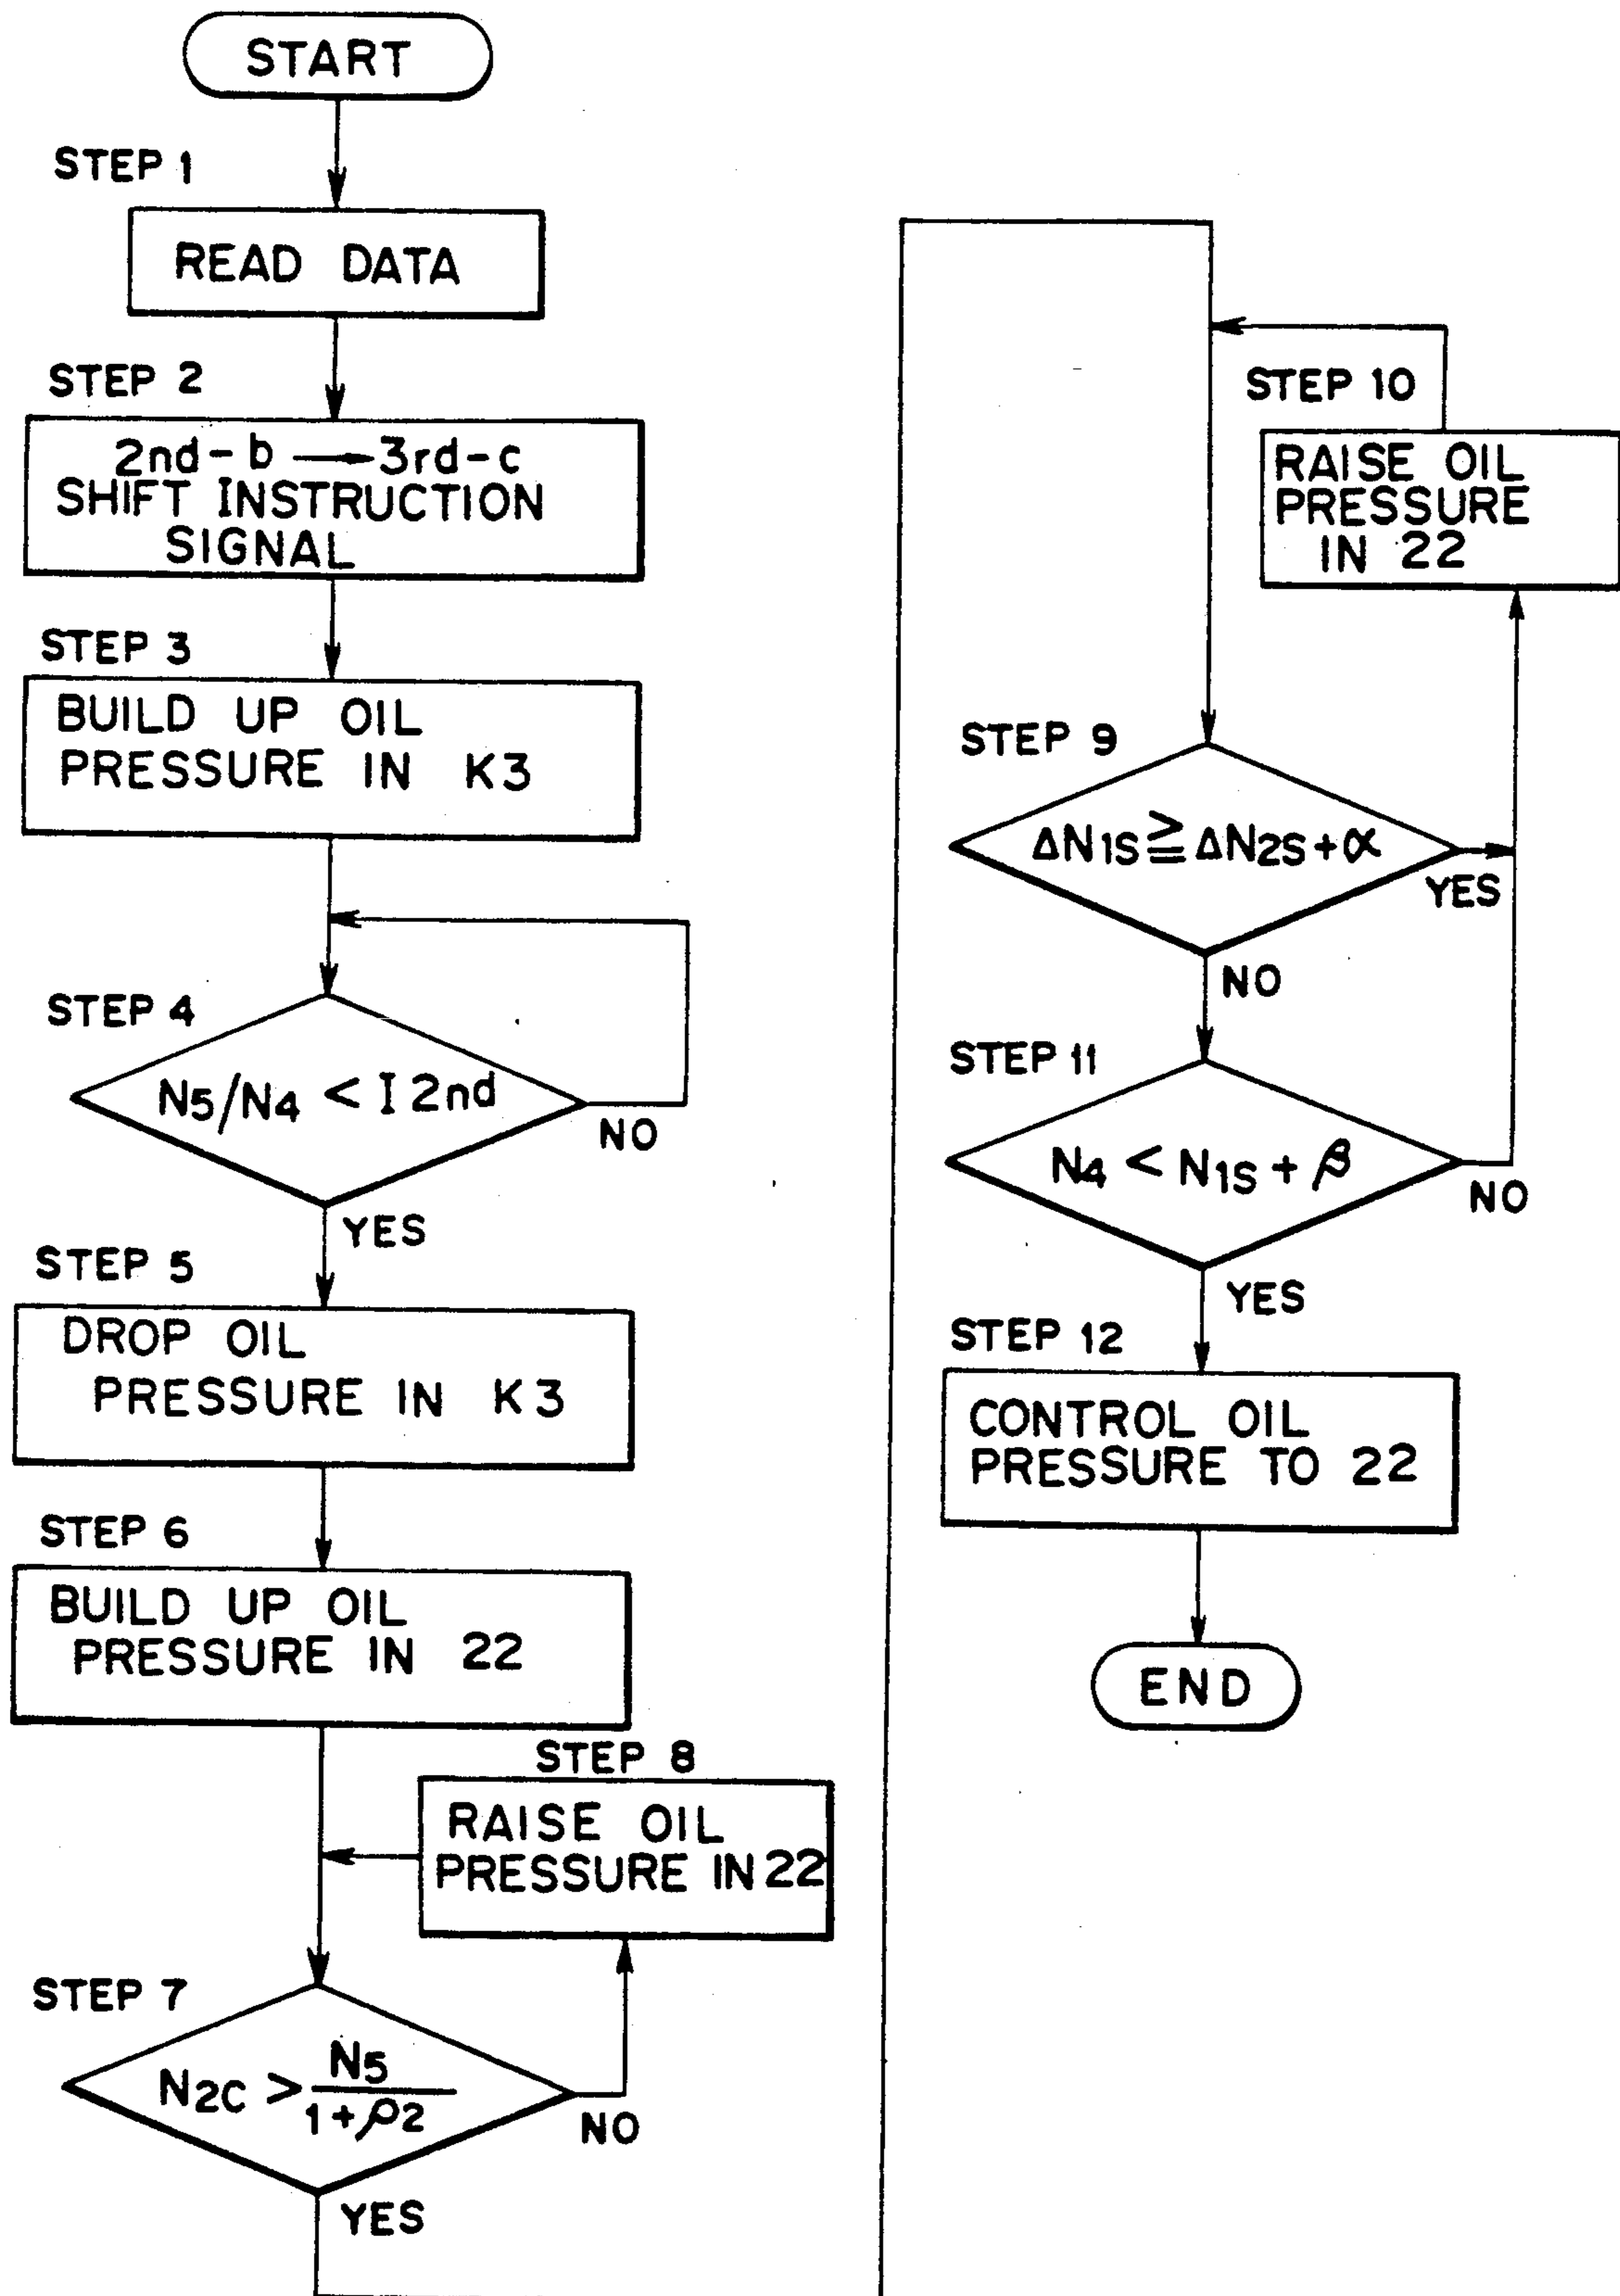 START
STEP 1
READ DATA
STEP 2
2nd-b → 3rd-c
SHIFT INSTRUCTION
SIGNAL
STEP 3
BUILD UP OIL
PRESSURE IN K3
STEP 4
N5/N4 < I 2nd
NO
YES
STEP 5
DROP OIL
PRESSURE IN K3
STEP 6
BUILD UP OIL
PRESSURE IN 22
STEP 8
RAISE OIL
PRESSURE IN 22
STEP 7
N2C > N5
1+ρ2
NO
YES
STEP 10
RAISE OIL
PRESSURE
IN 22
STEP 9
ΔN1S ≧ ΔN2S+α
YES
NO
STEP 11
N4 < N1S + β
NO
YES
STEP 12
CONTROL OIL
PRESSURE TO 22
END